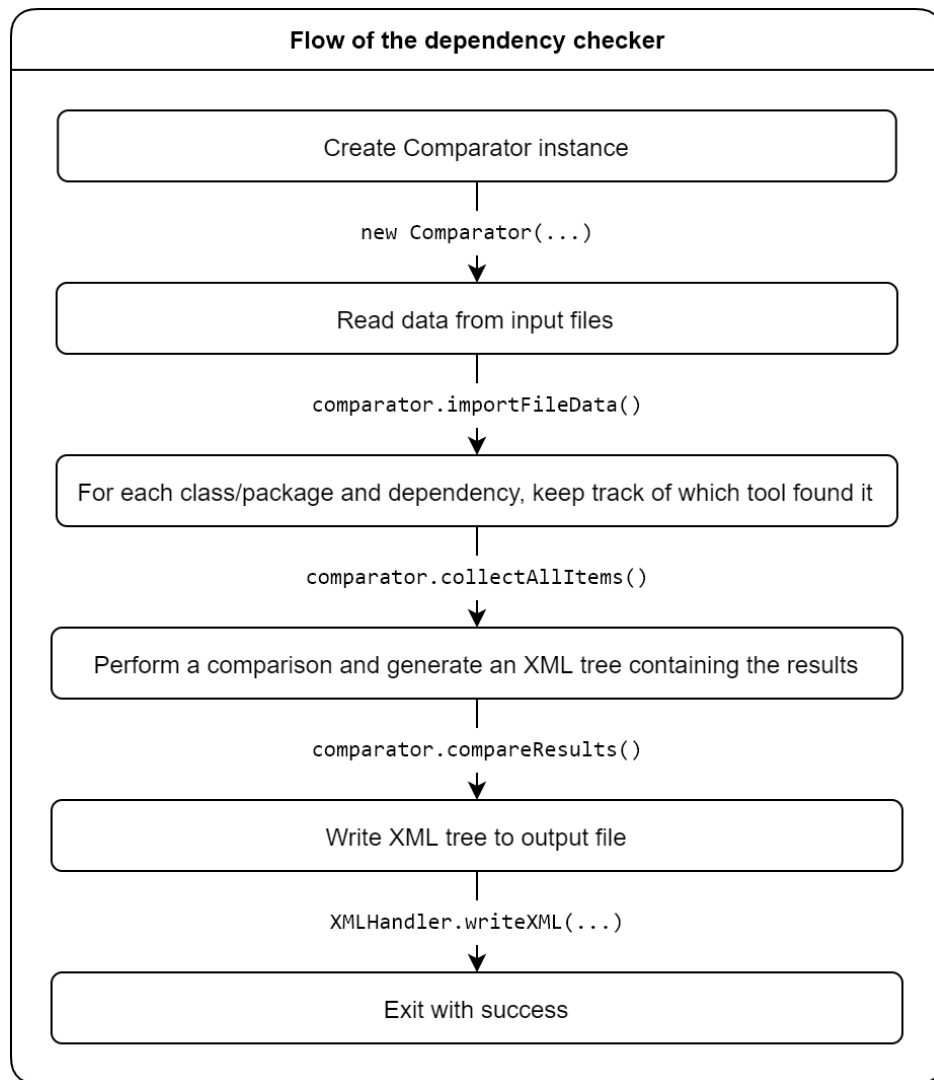 Flow of the dependency checker
Create Comparator instance
new Comparator(...)
Read data from input files
comparator.importFileData()
For each class/package and dependency, keep track of which tool found it
comparator.collectAllItems()
Perform a comparison and generate an XML tree containing the results
comparator.compareResults()
Write XML tree to output file
XMLHandler.writeXML(...)
Exit with success